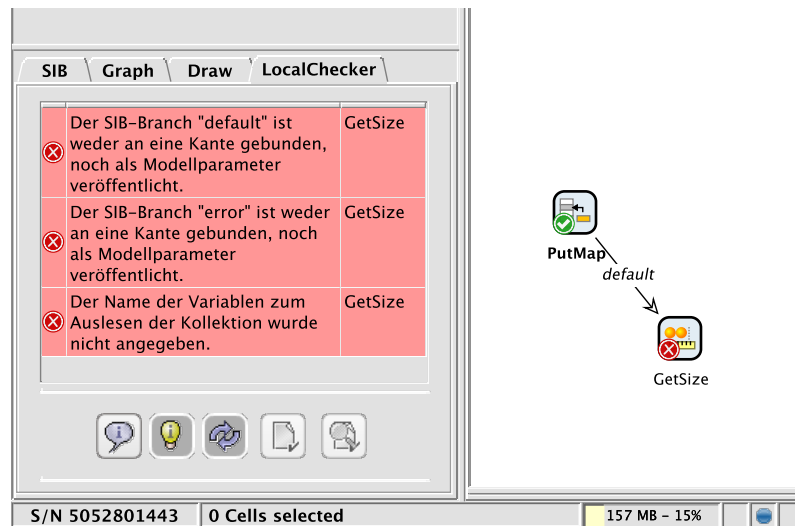 SIB
Graph
Draw
LocalChecker
Der SIB-Branch "default" ist
weder an eine Kante gebunden,
noch als Modellparameter
veröffentlicht.
GetSize
Der SIB-Branch "error" ist weder
an eine Kante gebunden, noch
als Modellparameter
veröffentlicht.
GetSize
Der Name der Variablen zum
Auslesen der Kollektion wurde
nicht angegeben.
GetSize
PutMap
default
GetSize
S/N 5052801443
0 Cells selected
157 MB – 15%